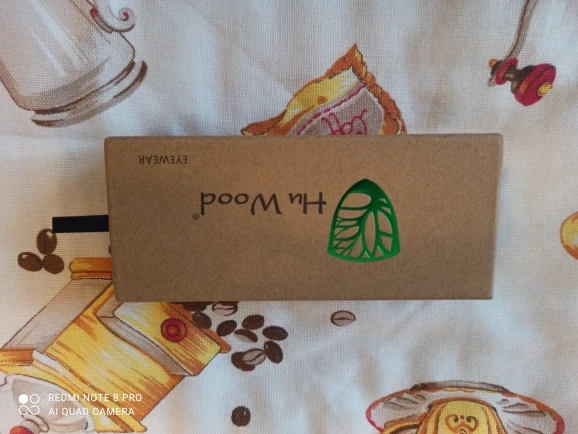 Hu Wood®
EYEWEAR
REDMI NOTE 8 PRO
AI QUAD CAMERA